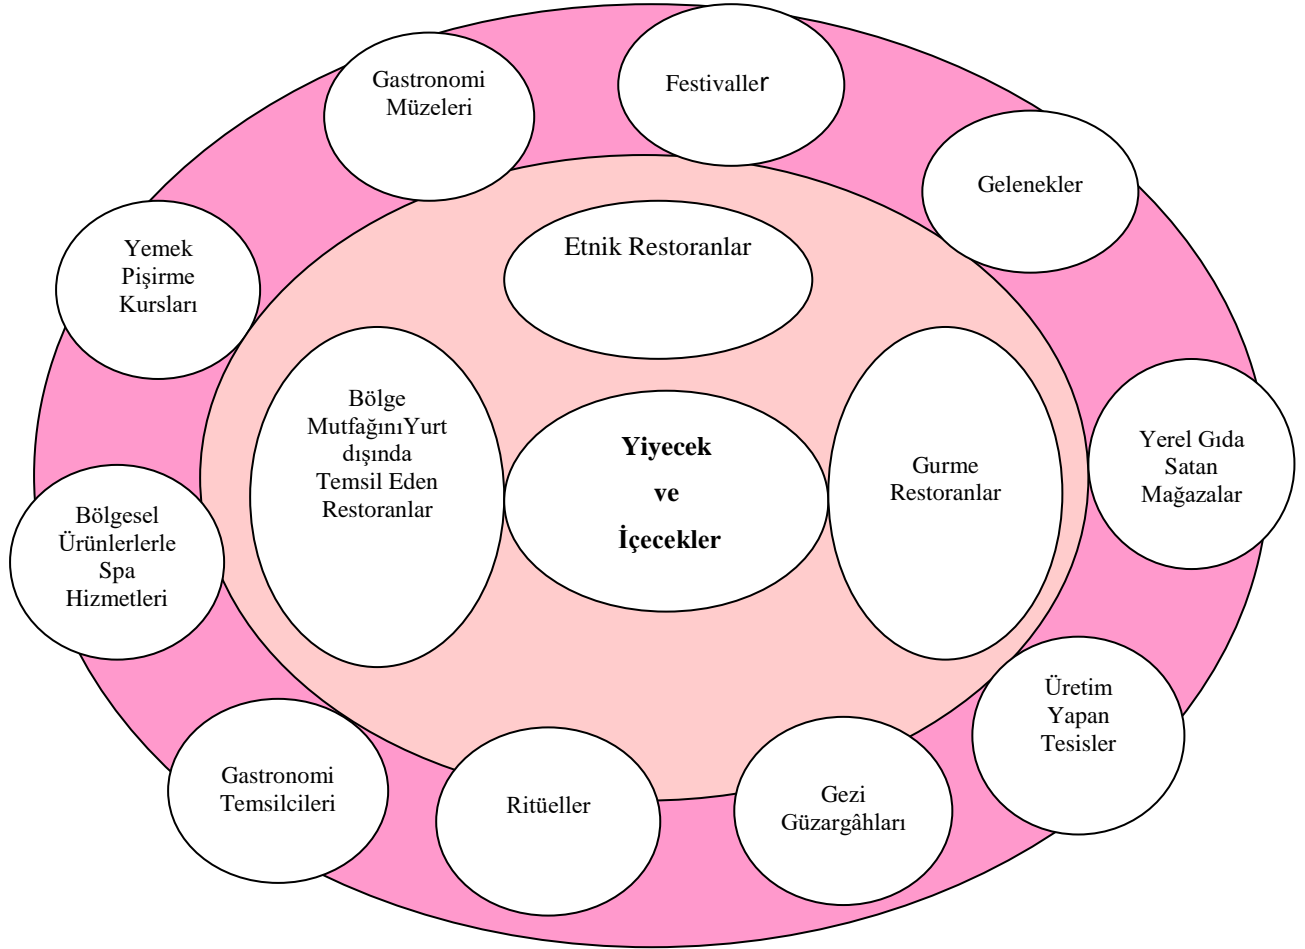 Gastronomi
Müzeleri
Festivaller
Gelenekler
Yemek
Pişirme
Kursları
Etnik Restoranlar
Bölge
MutfağınıYurt
dışında
Temsil Eden
Restoranlar
Yiyecek
ve
İçecekler
Gurme
Restoranlar
Yerel Gıda
Satan
Mağazalar
Bölgesel
Ürünlerlerle
Spa
Hizmetleri
Üretim
Yapan
Tesisler
Gastronomi
Temsilcileri
Ritüeller
Gezi
Güzargâhları